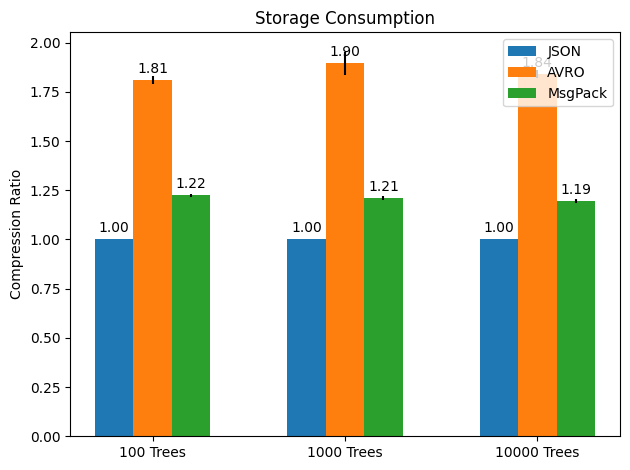 Storage Consumption
Compression Ratio
2.00
1.75
1.50
1.25
1.00
0.75
0.50
0.25
0.00
1.00
1.81
1.22
1.00
1.90
1.21
1.00
1.84
1.19
JSON
AVRO
MsgPack
100 Trees
1000 Trees
10000 Trees